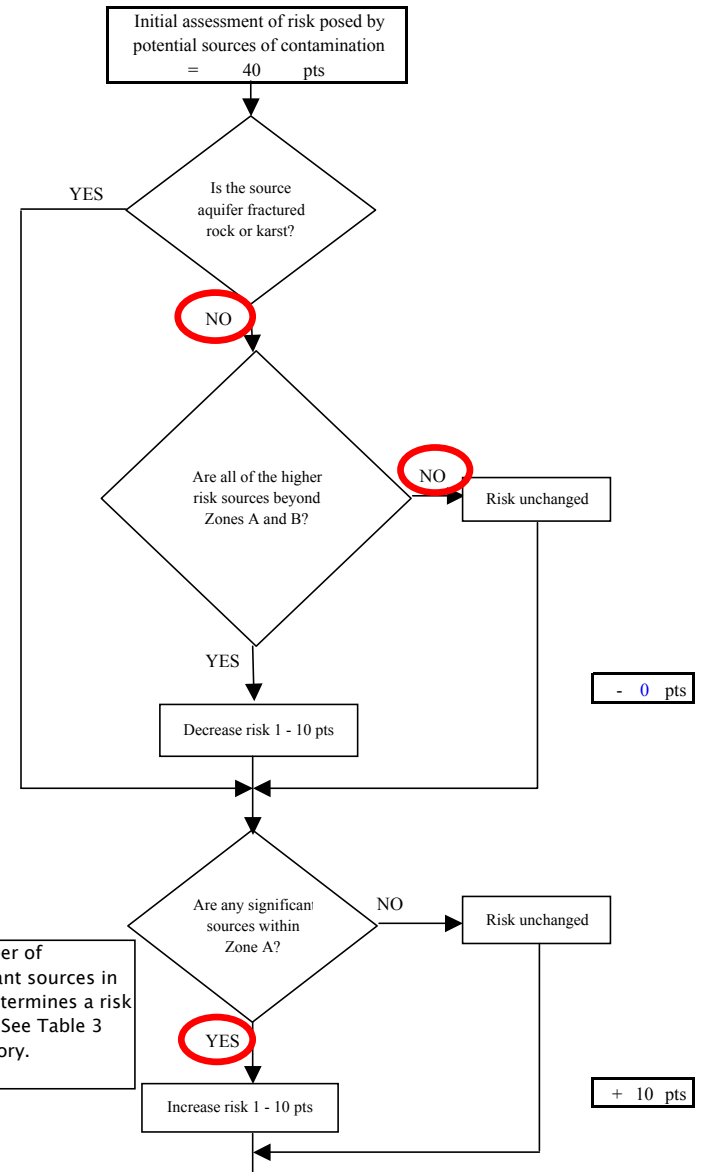 Initial assessment of risk posed by
potential sources of contamination
= 40 pts
YES
Is the source
aquifer fractured
rock or karst?
NO
Are all of the higher
risk sources beyond
Zones A and B?
NO
Risk unchanged
YES
- 0 pts
Decrease risk 1 - 10 pts
Are any significant
sources within
Zone A?
NO
Risk unchanged
er of
ant sources in
termines a risk
See Table 3
ory.
YES
Increase risk 1 - 10 pts
+ 10 pts